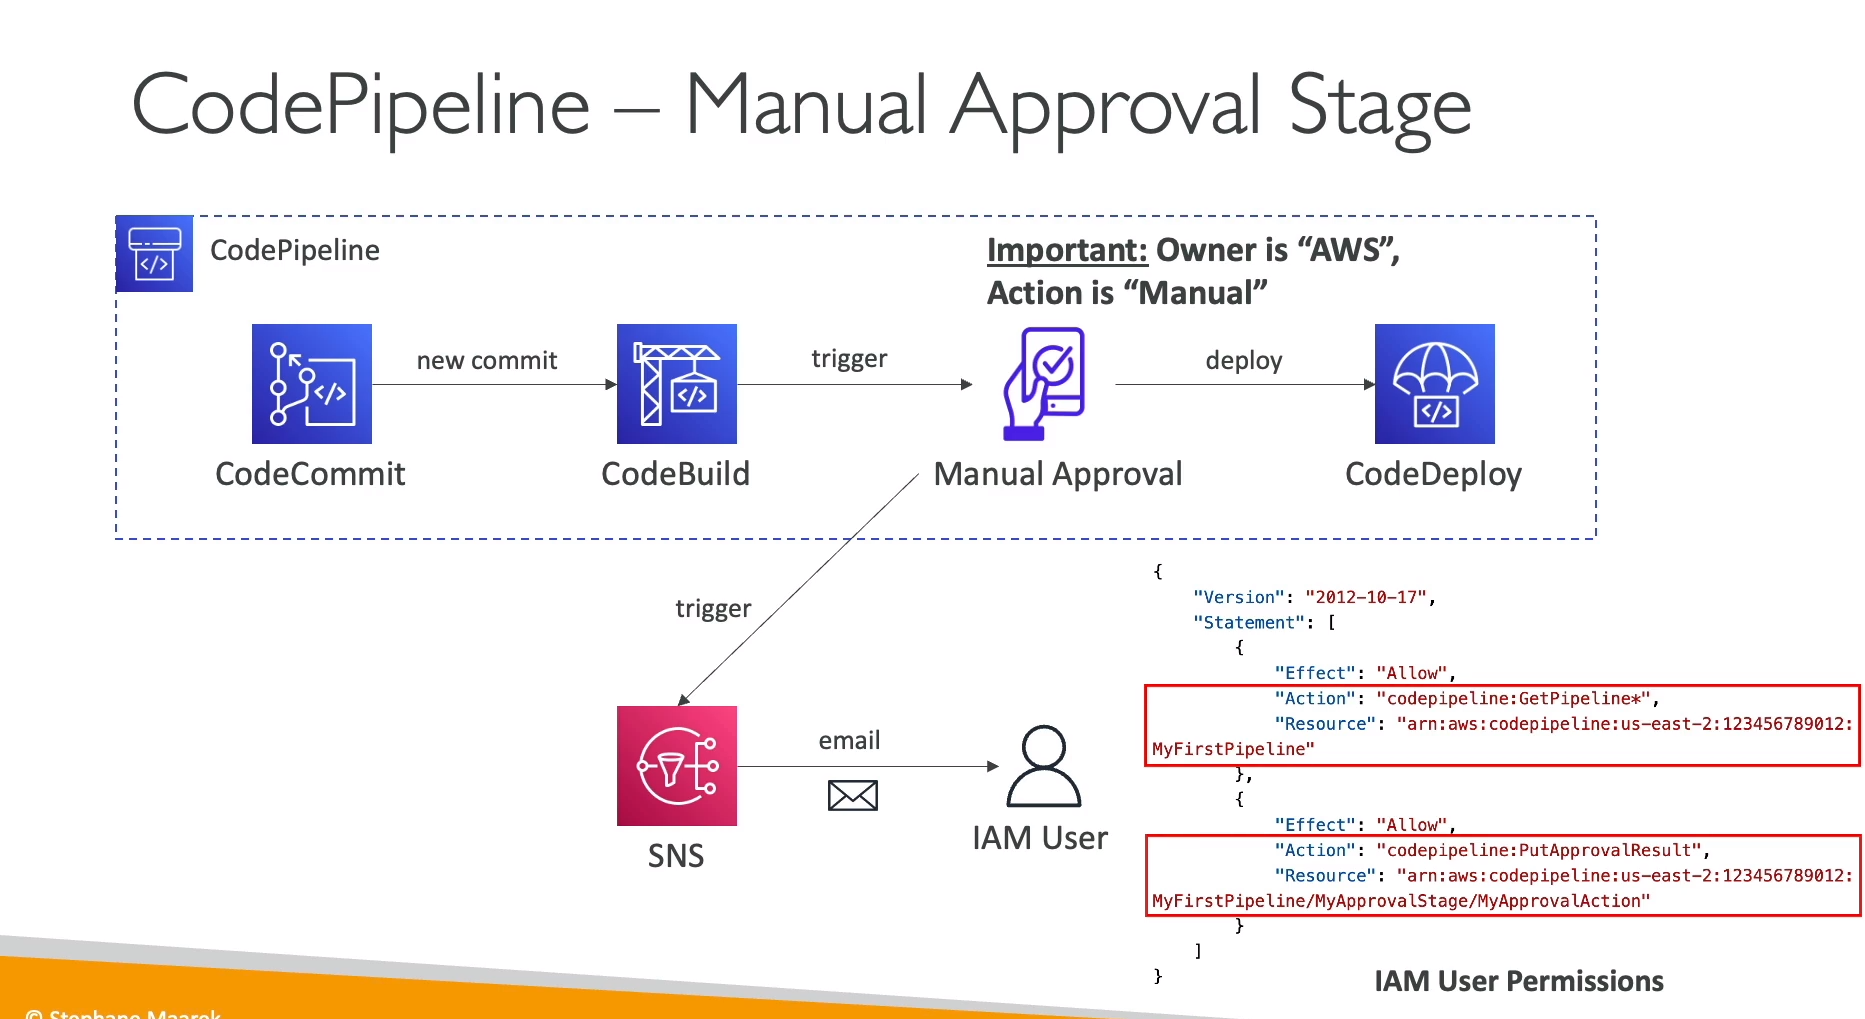 CodePipeline – Manual Approval Stage
CodePipeline
Important: Owner is “AWS”,
Action is “Manual”
new commit
trigger
deploy
CodeCommit
CodeBuild
Manual Approval
CodeDeploy
trigger
email
SNS
IAM User
{
"Version": "2012-10-17",
"Statement": [
{
"Effect": "Allow",
"Action": "codepipeline:GetPipeline*",
"Resource": "arn:aws:codepipeline:us-east-2:123456789012:
MyFirstPipeline"
},
{
"Effect": "Allow",
"Action": "codepipeline:PutApprovalResult",
"Resource": "arn:aws:codepipeline:us-east-2:123456789012:
MyFirstPipeline/MyApprovalStage/MyApprovalAction"
}
]
}
IAM User Permissions
© Stephane Maarek